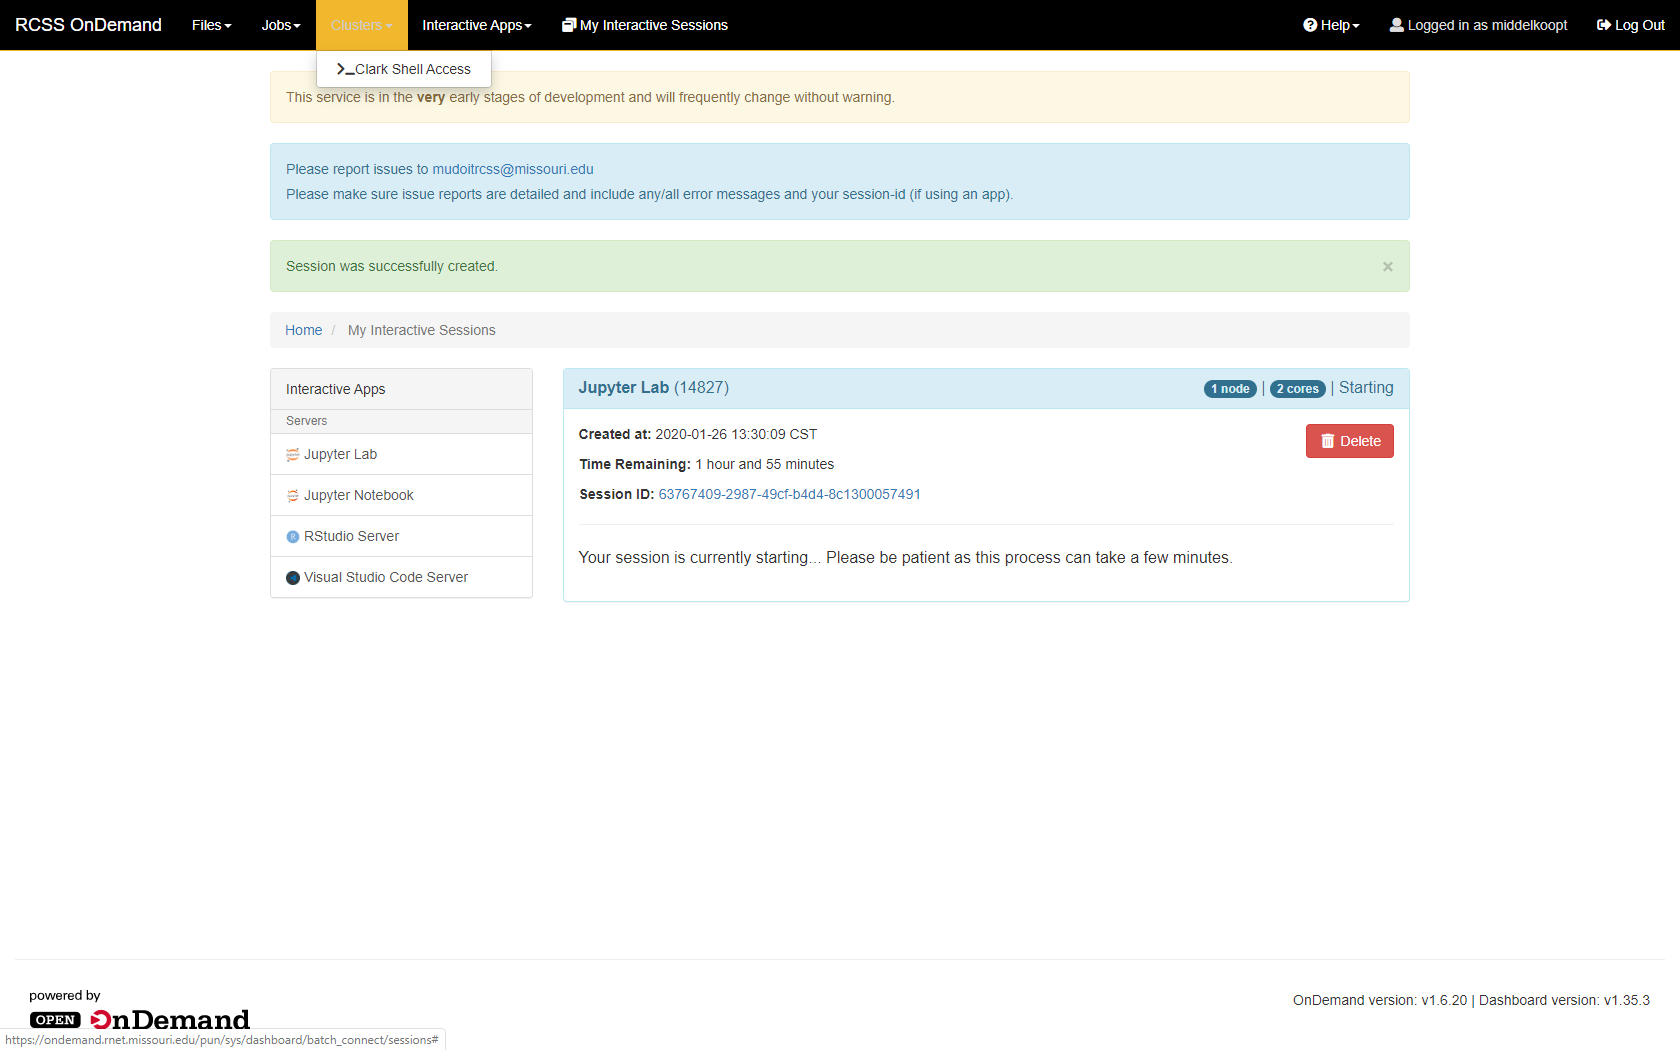 RCSS OnDemand Files Jobs Clusters Interactive Apps My Interactive Sessions Help Logged in as middelkoopt Log Out
>_Clark Shell Access
This service is in the very early stages of development and will frequently change without warning.
Please report issues to mudoitrcss@missouri.edu
Please make sure issue reports are detailed and include any/all error messages and your session-id (if using an app).
Session was successfully created. ×
Home / My Interactive Sessions
Interactive Apps
Servers
Jupyter Lab
Jupyter Notebook
RStudio Server
Visual Studio Code Server
Jupyter Lab (14827) 1 node | 2 cores | Starting
Created at: 2020-01-26 13:30:09 CST
Delete
Time Remaining: 1 hour and 55 minutes
Session ID: 63767409-2987-49cf-b4d4-8c1300057491
Your session is currently starting... Please be patient as this process can take a few minutes.
powered by
OPEN OnDemand
OnDemand version: v1.6.20 | Dashboard version: v1.35.3
https://ondemand.rnet.missouri.edu/pun/sys/dashboard/batch_connect/sessions#